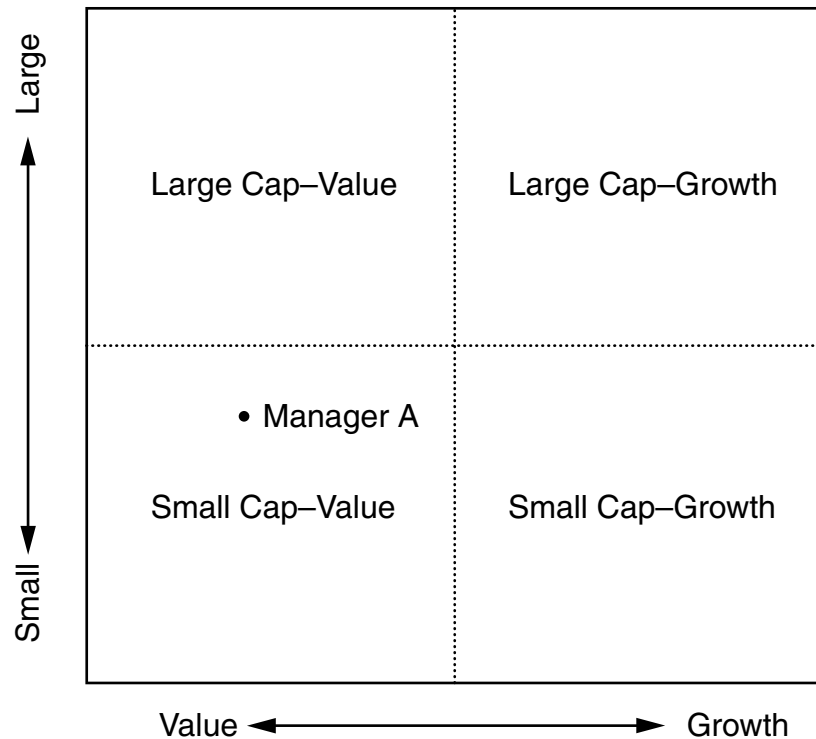 Large
Large Cap–Value
Large Cap–Growth
Manager A
Small Cap–Value
Small Cap–Growth
Small
Value
Growth